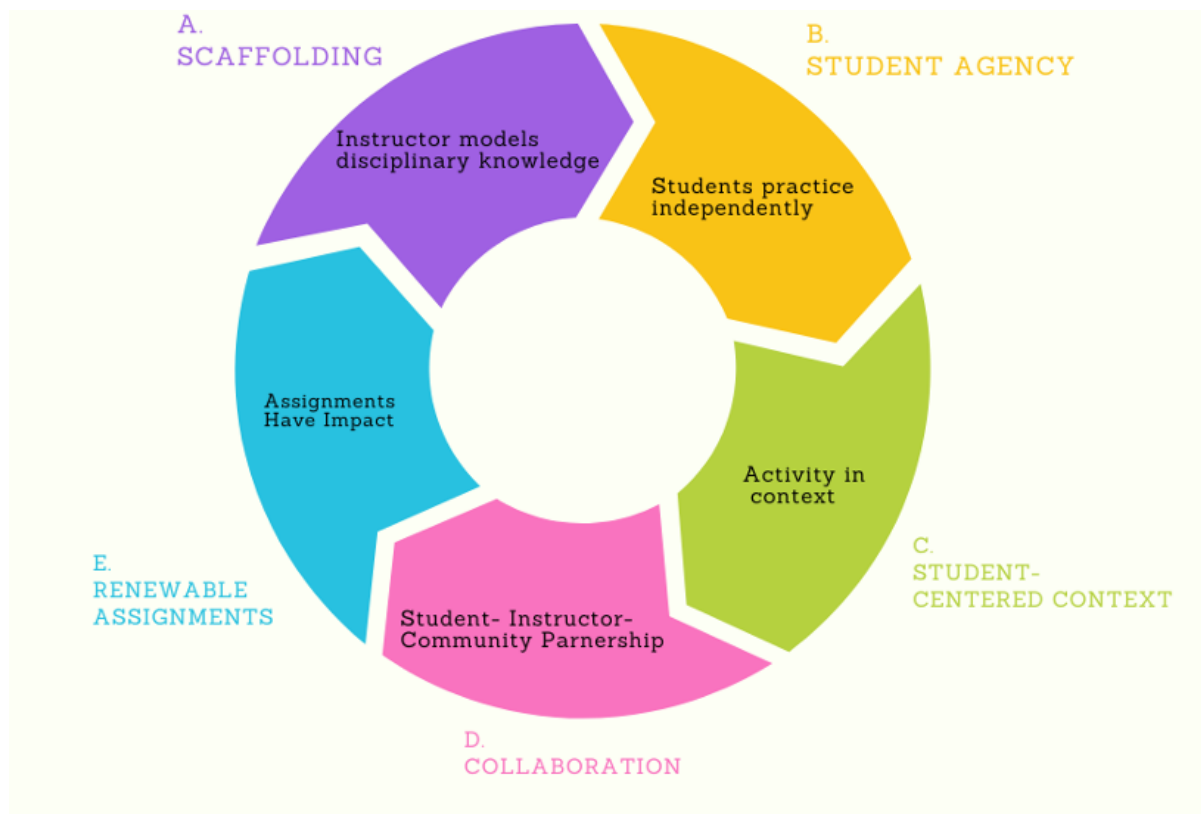 A.
SCAFFOLDING
Instructor models
disciplinary knowledge
B.
STUDENT AGENCY
Students practice
independently
C.
STUDENT-
CENTERED CONTEXT
Activity in
context
D.
COLLABORATION
Student- Instructor-
Community Parnership
E.
RENEWABLE
ASSIGNMENTS
Assignments
Have Impact